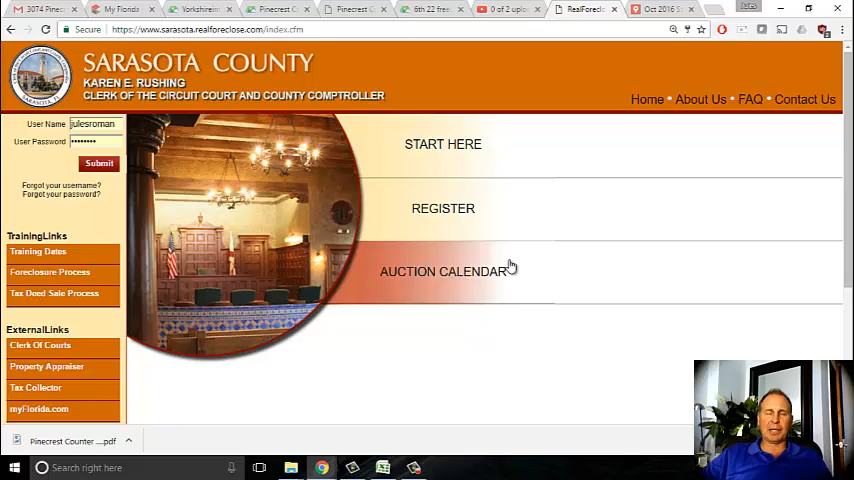 3074 Pinec
My Florida
Yorkshirein
Pinecrest C
Pinecrest C
6th 22 free
0 of 2 uplo
RealForecl
Oct 2016 S
Jules
Secure
https://www.sarasota.realforeclose.com/index.cfm
SARASOTA COUNTY
KAREN E. RUSHING
CLERK OF THE CIRCUIT COURT AND COUNTY COMPTROLLER
Home • About Us • FAQ • Contact Us
User Name julesroman
User Password ••••••••
Submit
Forgot your username?
Forgot your password?
TrainingLinks
Training Dates
Foreclosure Process
Tax Deed Sale Process
ExternalLinks
Clerk Of Courts
Property Appraiser
Tax Collector
myFlorida.com
START HERE
REGISTER
AUCTION CALENDAR
Pinecrest Counter ....pdf
Search right here